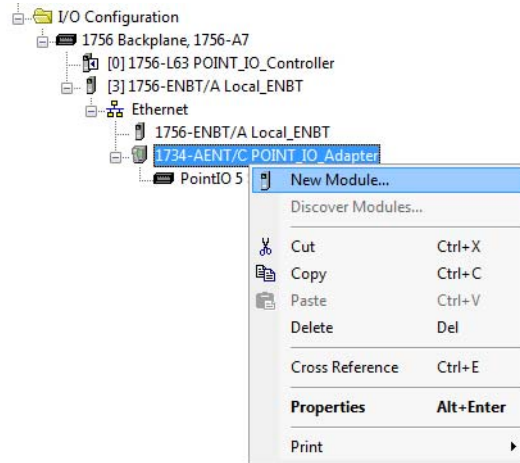 I/O Configuration
1756 Backplane, 1756-A7
[0] 1756-L63 POINT_IO_Controller
[3] 1756-ENBT/A Local_ENBT
Ethernet
1756-ENBT/A Local_ENBT
1734-AENT/C POINT_IO_Adapter
PointIO 5
New Module...
Discover Modules...
Cut Ctrl+X
Copy Ctrl+C
Paste Ctrl+V
Delete Del
Cross Reference Ctrl+E
Properties Alt+Enter
Print